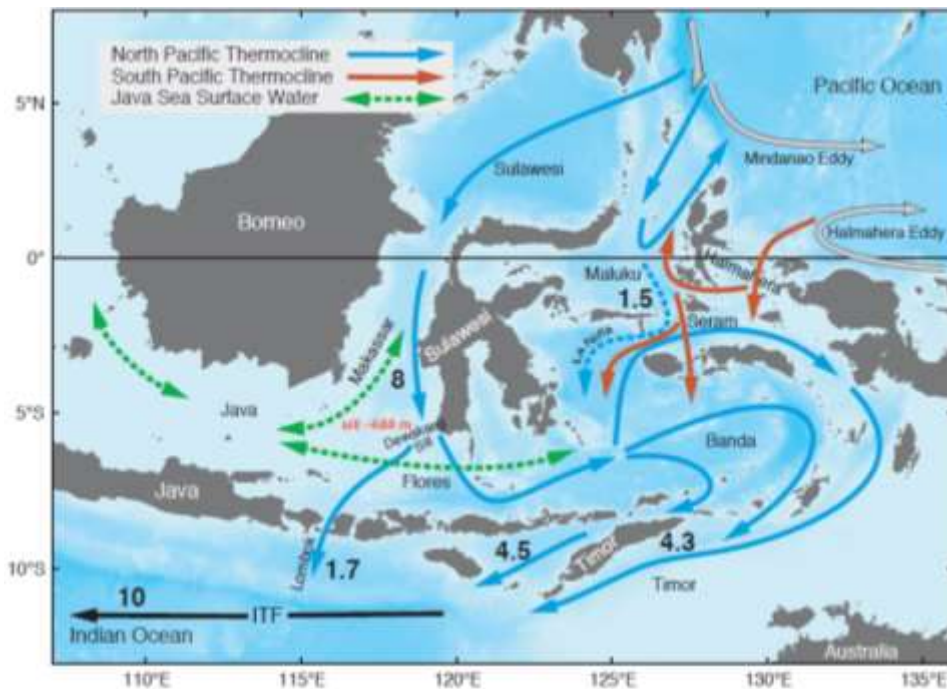 North Pacific Thermocline
South Pacific Thermocline
Java Sea Surface Water
Pacific Ocean
5°N
Mindanao Eddy
Sulawesi
Borneo
Halmahera Eddy
0°
Maluku
Halmahera
1.5
Seram
Sulawesi
Makasar
8
Java
5°S
Dewakang
Sill
Banda
Flores
Java
4.5
Timor
4.3
10°S
Lombok
1.7
Timor
10
ITF
Indian Ocean
Australia
110°E
115°E
120°E
125°E
130°E
135°E